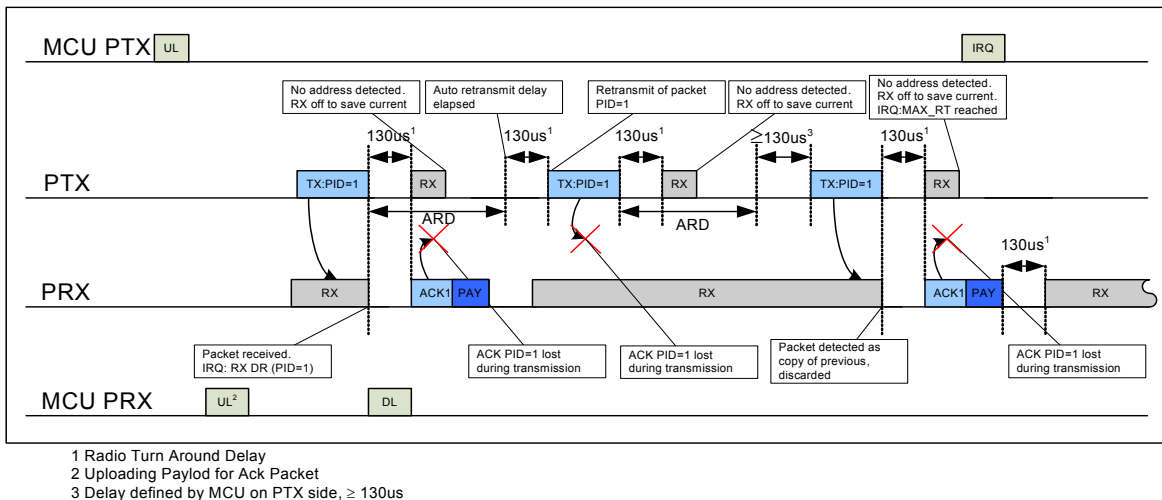 MCU PTX
UL
IRQ
No address detected.
RX off to save current
Auto retransmit delay
elapsed
Retransmit of packet
PID=1
No address detected.
RX off to save current
No address detected.
RX off to save current.
IRQ:MAX_RT reached
130us¹
130us¹
130us¹
≥130us³
130us¹
PTX
TX:PID=1
RX
TX:PID=1
RX
TX:PID=1
RX
ARD
ARD
130us¹
PRX
RX
ACK1
PAY
RX
ACK1
PAY
RX
Packet received.
IRQ: RX DR (PID=1)
ACK PID=1 lost
during transmission
ACK PID=1 lost
during transmission
Packet detected as
copy of previous,
discarded
ACK PID=1 lost
during transmission
MCU PRX
UL²
DL
1 Radio Turn Around Delay
2 Uploading Paylod for Ack Packet
3 Delay defined by MCU on PTX side, ≥ 130us